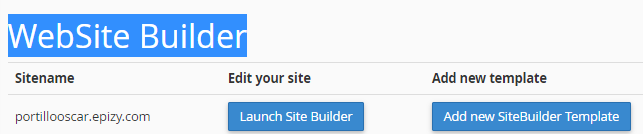 WebSite Builder
Sitename Edit your site Add new template
portillooscar.epizy.com Launch Site Builder Add new SiteBuilder Template